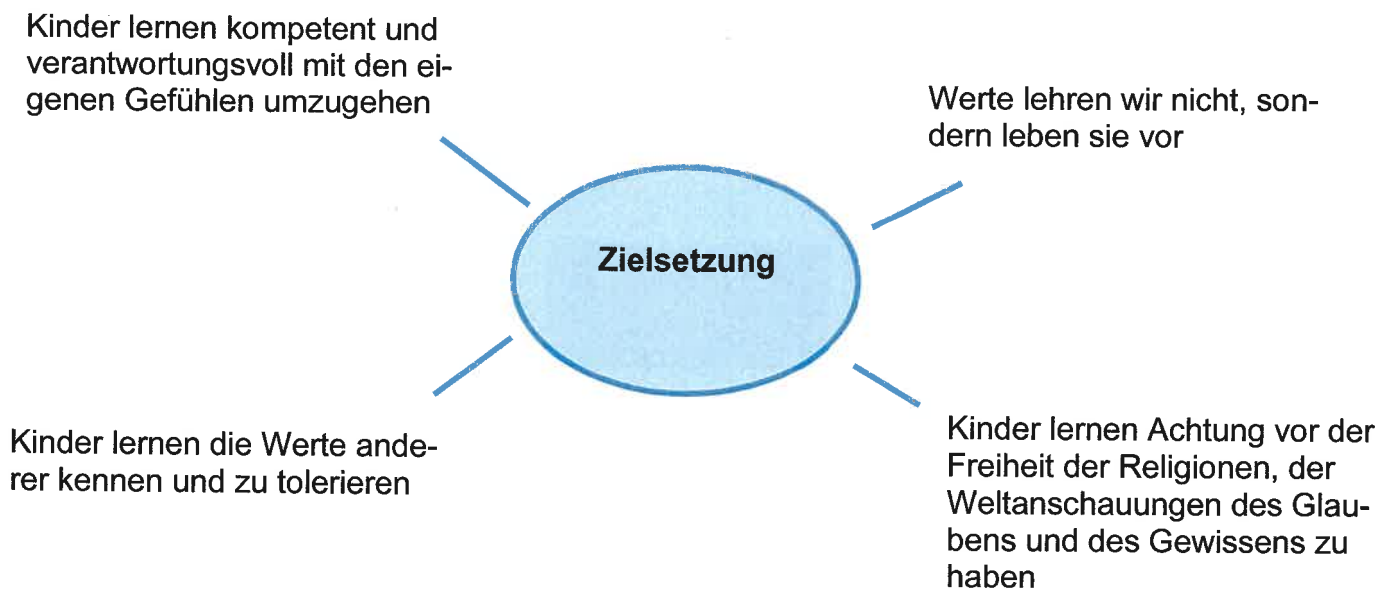 Kinder lernen kompetent und
verantwortungsvoll mit den ei-
genen Gefühlen umzugehen
Werte lehren wir nicht, son-
dern leben sie vor
Zielsetzung
Kinder lernen die Werte ande-
rer kennen und zu tolerieren
Kinder lernen Achtung vor der
Freiheit der Religionen, der
Weltanschauungen des Glau-
bens und des Gewissens zu
haben